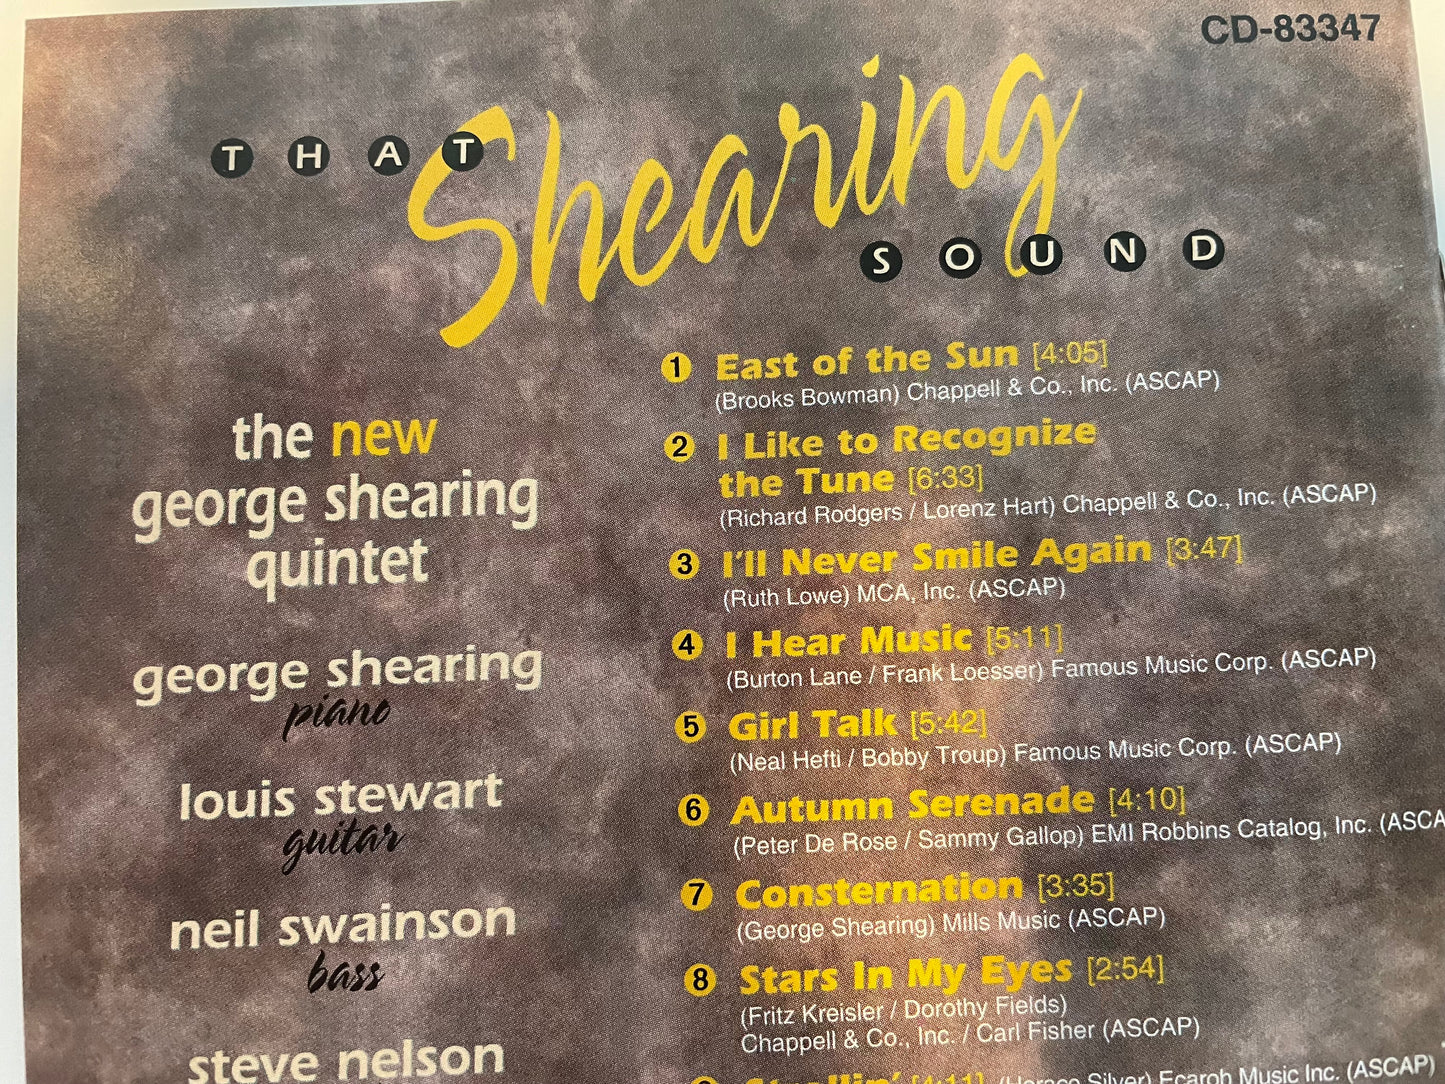 CD-83347
THAT
Shearing
SOUND
the new
george shearing
quintet
george shearing
piano
louis stewart
guitar
neil swainson
bass
steve nelson
1 East of the Sun [4:05]
(Brooks Bowman) Chappell & Co., Inc. (ASCAP)
2 I Like to Recognize
the Tune [6:33]
(Richard Rodgers / Lorenz Hart) Chappell & Co., Inc. (ASCAP)
3 I'll Never Smile Again [3:47]
(Ruth Lowe) MCA, Inc. (ASCAP)
4 I Hear Music [5:11]
(Burton Lane / Frank Loesser) Famous Music Corp. (ASCAP)
5 Girl Talk [5:42]
(Neal Hefti / Bobby Troup) Famous Music Corp. (ASCAP)
6 Autumn Serenade [4:10]
(Peter De Rose / Sammy Gallop) EMI Robbins Catalog, Inc. (ASCA
7 Consternation [3:35]
(George Shearing) Mills Music (ASCAP)
8 Stars In My Eyes [2:54]
(Fritz Kreisler / Dorothy Fields)
Chappell & Co., Inc. / Carl Fisher (ASCAP)
Strollin' [4:11] (Horace Silver) Ecaroh Music Inc. (ASCAP)